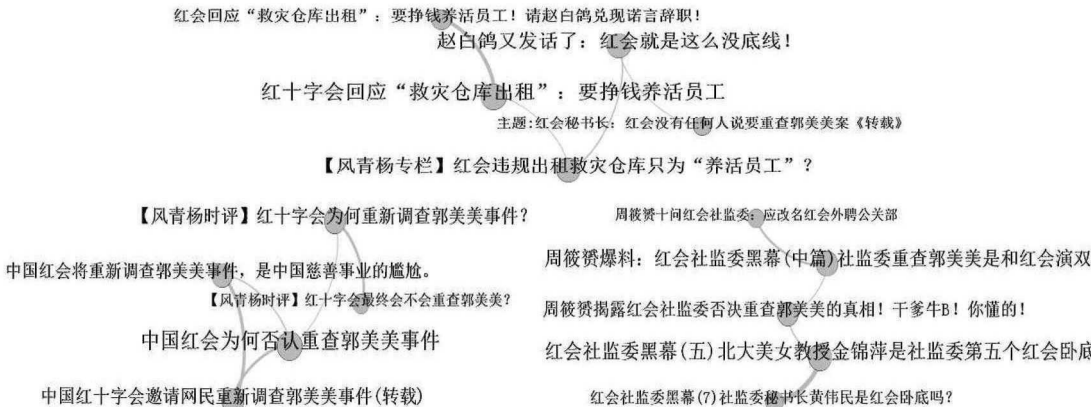 红会回应“救灾仓库出租”：要挣钱养活员工！请赵白鸽兑现诺言辞职！
赵白鸽又发话了：红会就是这么没底线！
红十字会回应“救灾仓库出租”：要挣钱养活员工
主题:红会秘书长：红会没有任何人说要重查郭美美案《转载》
【风青杨专栏】红会违规出租救灾仓库只为“养活员工”？
【风青杨时评】红十字会为何重新调查郭美美事件？
中国红会将重新调查郭美美事件，是中国慈善事业的尴尬。
【风青杨时评】红十字会最终会不会重查郭美美？
中国红会为何否认重查郭美美事件
中国红十字会邀请网民重新调查郭美美事件(转载)
周筱赟十问红会社监委：应改名红会外聘公关部
周筱赟爆料：红会社监委黑幕(中篇)社监委重查郭美美是和红会演双
周筱赟揭露红会社监委否决重查郭美美的真相！干爹牛B！你懂的！
红会社监委黑幕(五)北大美女教授金锦萍是社监委第五个红会卧底
红会社监委黑幕(7)社监委秘书长黄伟民是红会卧底吗？